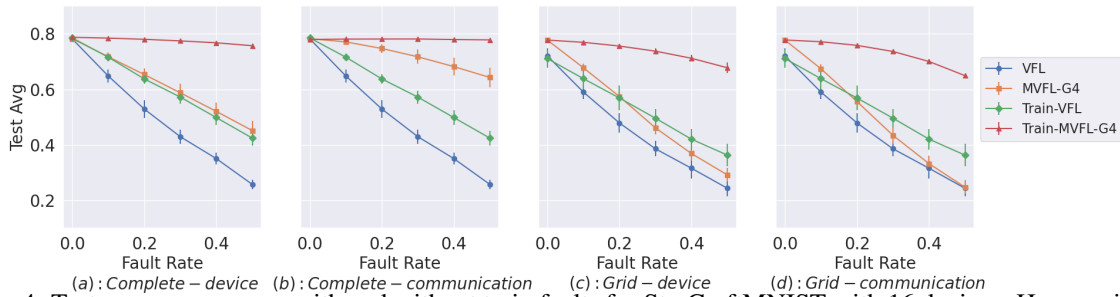 0.8
0.6
0.4
0.2
Test Avg
0.0 0.2 0.4
0.0 0.2 0.4
0.0 0.2 0.4
0.0 0.2 0.4
Fault Rate
Fault Rate
Fault Rate
Fault Rate
(a) : Complete − device
(b) : Complete − communication
(c) : Grid − device
(d) : Grid − communication
VFL
MVFL-G4
Train-VFL
Train-MVFL-G4
with 16 devices